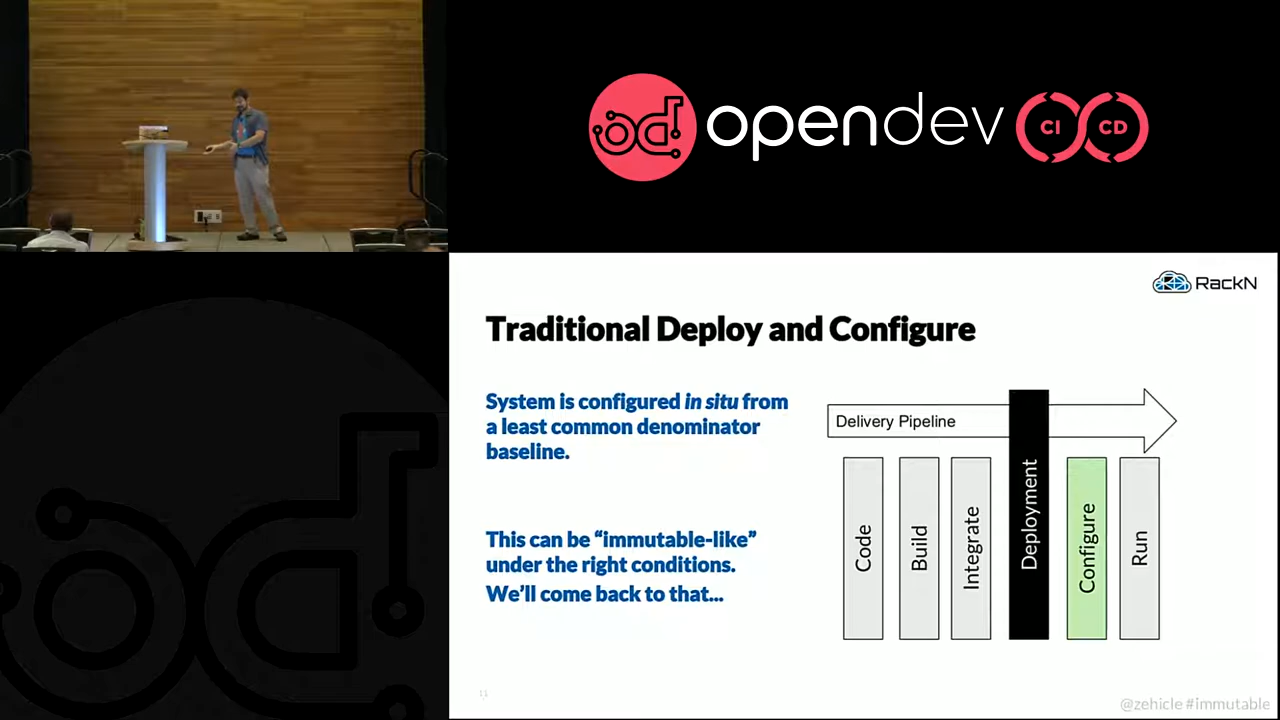 opendev CI CD
RackN
Traditional Deploy and Configure
System is configured in situ from
a least common denominator
baseline.
This can be “immutable-like”
under the right conditions.
We’ll come back to that...
Delivery Pipeline
Code
Build
Integrate
Deployment
Configure
Run
11
@zehicle #immutable